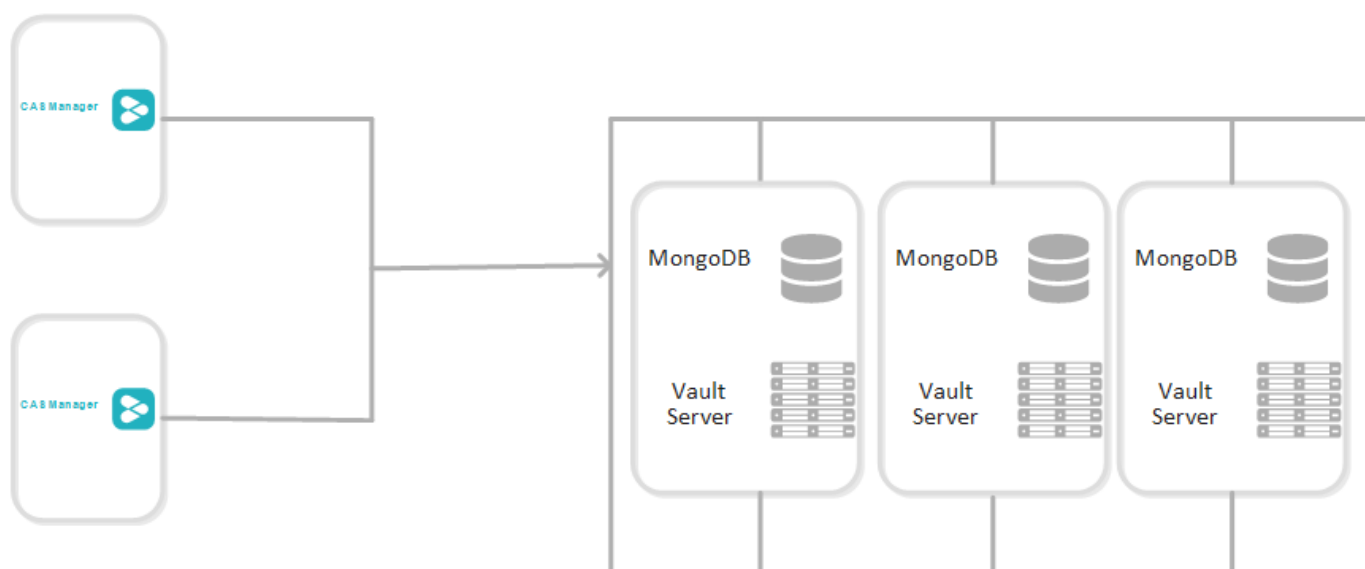 CAS Manager
CAS Manager
MongoDB
MongoDB
MongoDB
Vault
Server
Vault
Server
Vault
Server